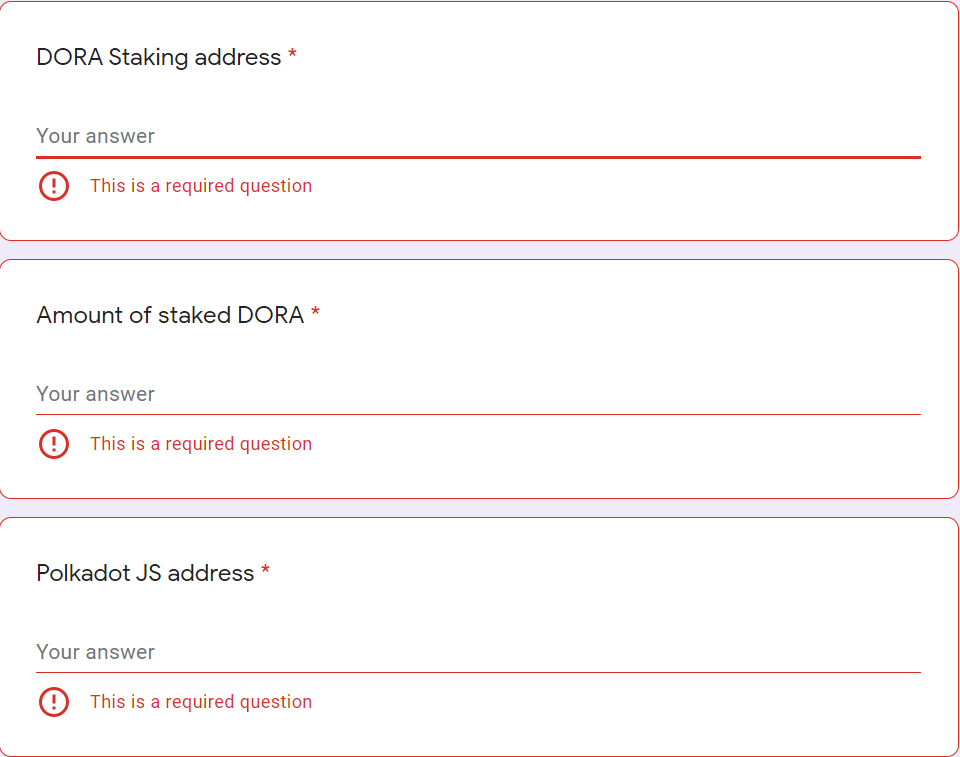 DORA Staking address *
Your answer
This is a required question
Amount of staked DORA *
Your answer
This is a required question
Polkadot JS address *
Your answer
This is a required question